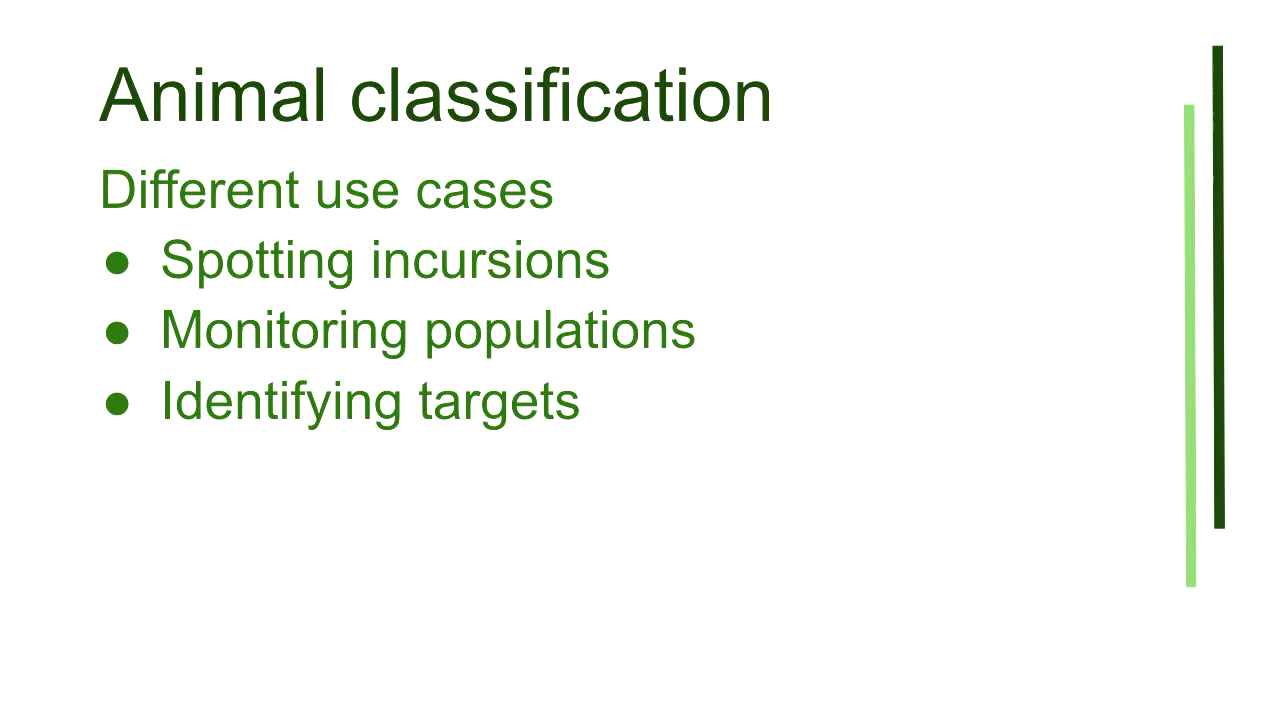 Animal classification
Different use cases
● Spotting incursions
● Monitoring populations
● Identifying targets